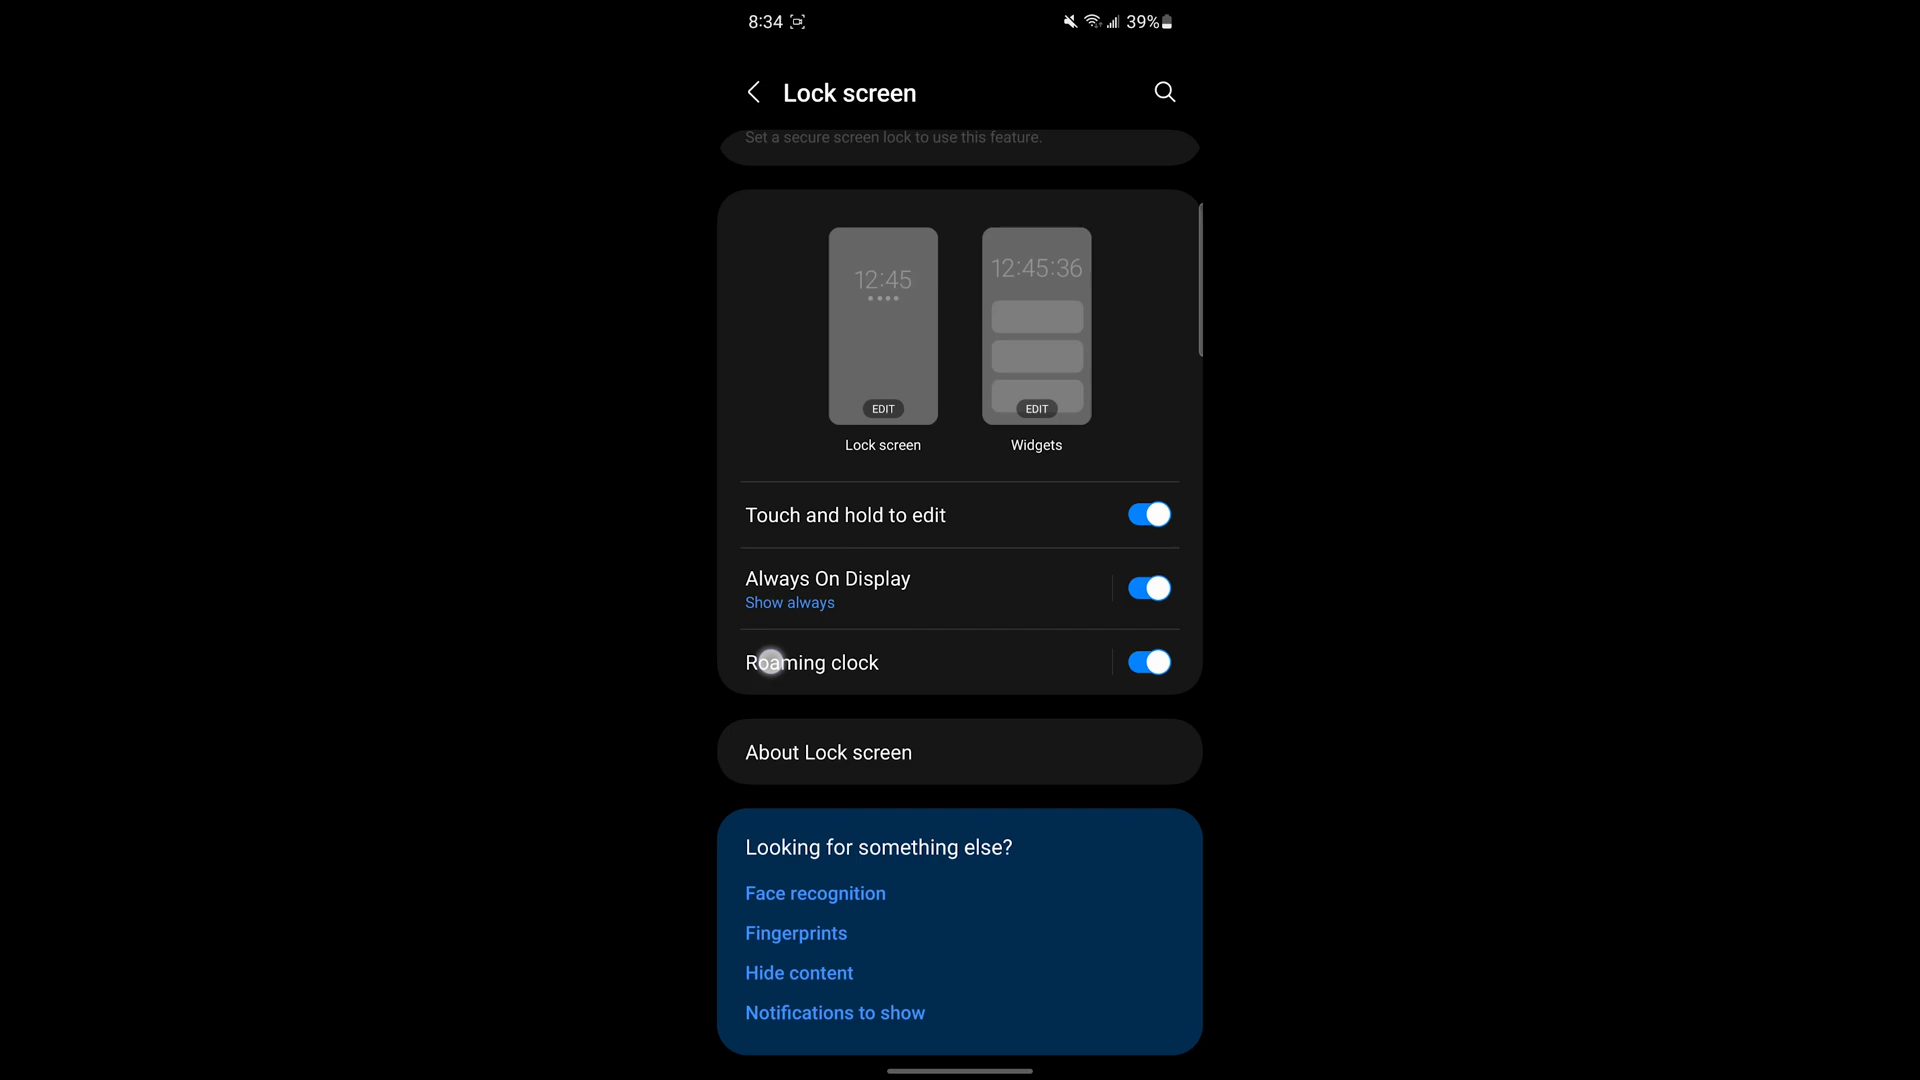 8:34
39%
Lock screen
Set a secure screen lock to use this feature.
12:45
12:45:36
EDIT
EDIT
Lock screen
Widgets
Touch and hold to edit
Always On Display
Show always
Roaming clock
About Lock screen
Looking for something else?
Face recognition
Fingerprints
Hide content
Notifications to show